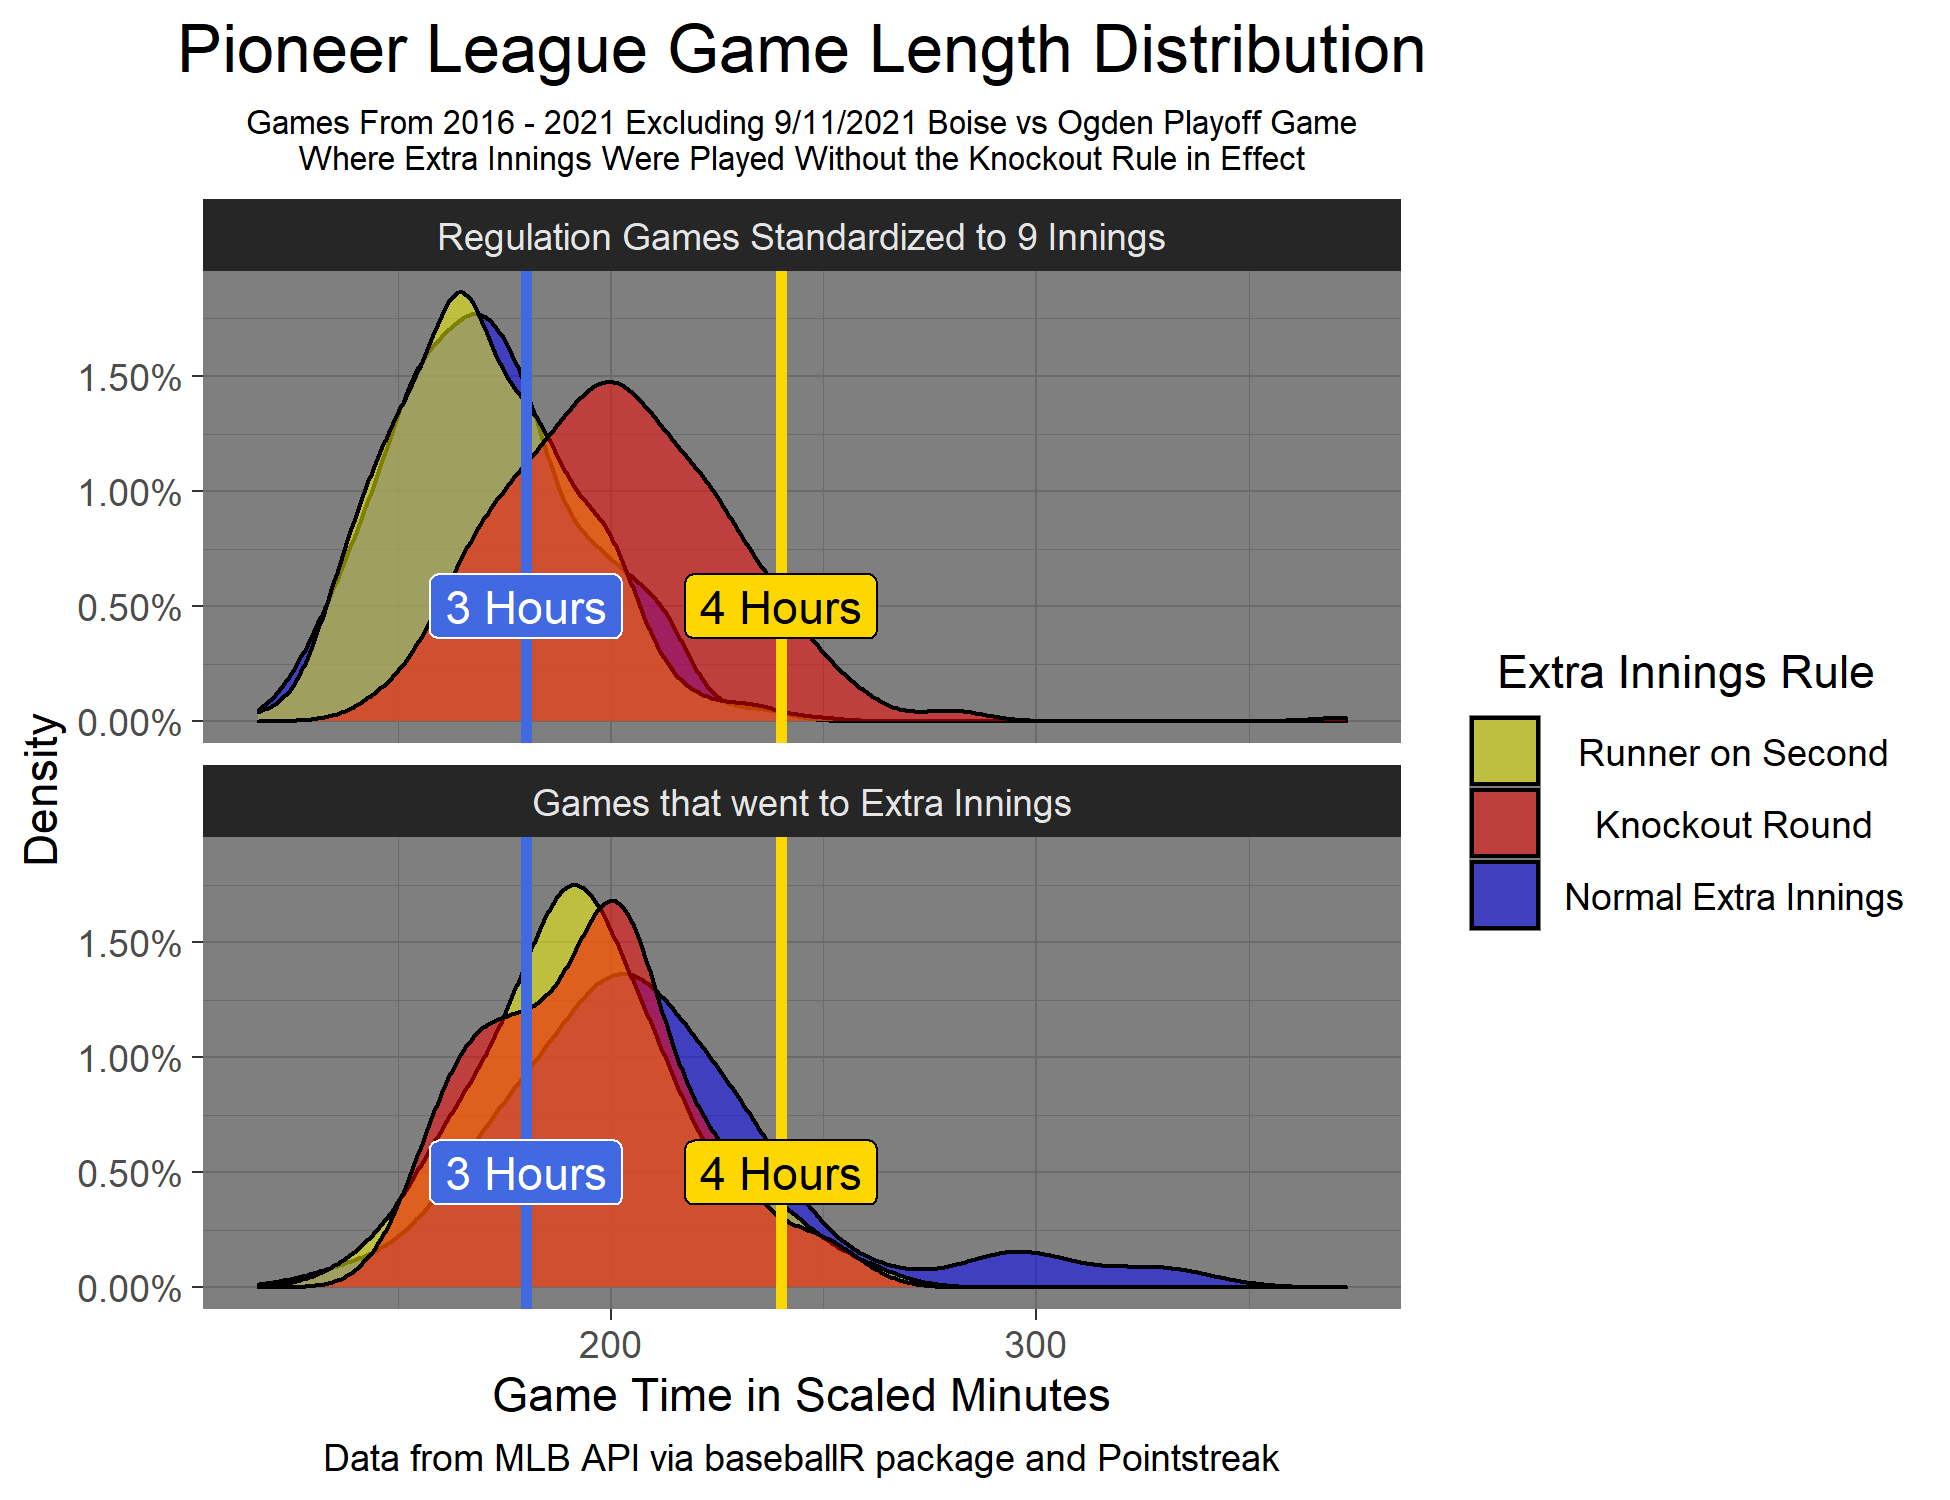 Pioneer League Game Length Distribution
Games From 2016 - 2021 Excluding 9/11/2021 Boise vs Ogden Playoff Game
Where Extra Innings Were Played Without the Knockout Rule in Effect
Regulation Games Standardized to 9 Innings
1.50%
1.00%
0.50%
0.00%
3 Hours
4 Hours
Density
Games that went to Extra Innings
1.50%
1.00%
0.50%
0.00%
3 Hours
4 Hours
200
300
Game Time in Scaled Minutes
Data from MLB API via baseballR package and Pointstreak
Extra Innings Rule
Runner on Second
Knockout Round
Normal Extra Innings